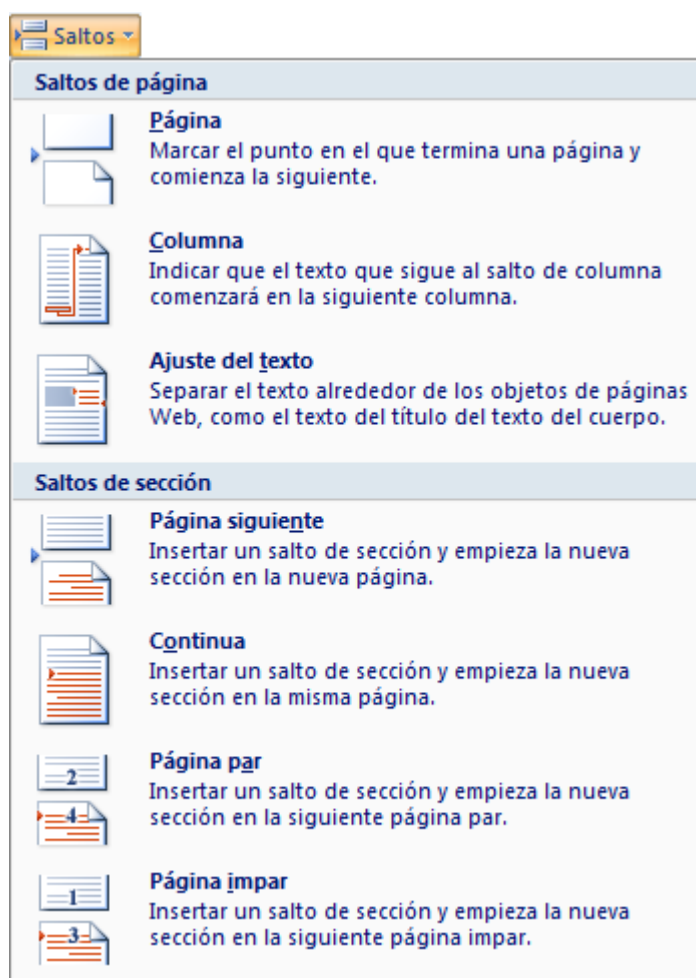 Saltos
Saltos de página
Página
Marcar el punto en el que termina una página y
comienza la siguiente.
Columna
Indicar que el texto que sigue al salto de columna
comenzará en la siguiente columna.
Ajuste del texto
Separar el texto alrededor de los objetos de páginas
Web, como el texto del título del texto del cuerpo.
Saltos de sección
Página siguiente
Insertar un salto de sección y empieza la nueva
sección en la nueva página.
Continua
Insertar un salto de sección y empieza la nueva
sección en la misma página.
2
Página par
Insertar un salto de sección y empieza la nueva
4
sección en la siguiente página par.
1
Página impar
Insertar un salto de sección y empieza la nueva
3
sección en la siguiente página impar.